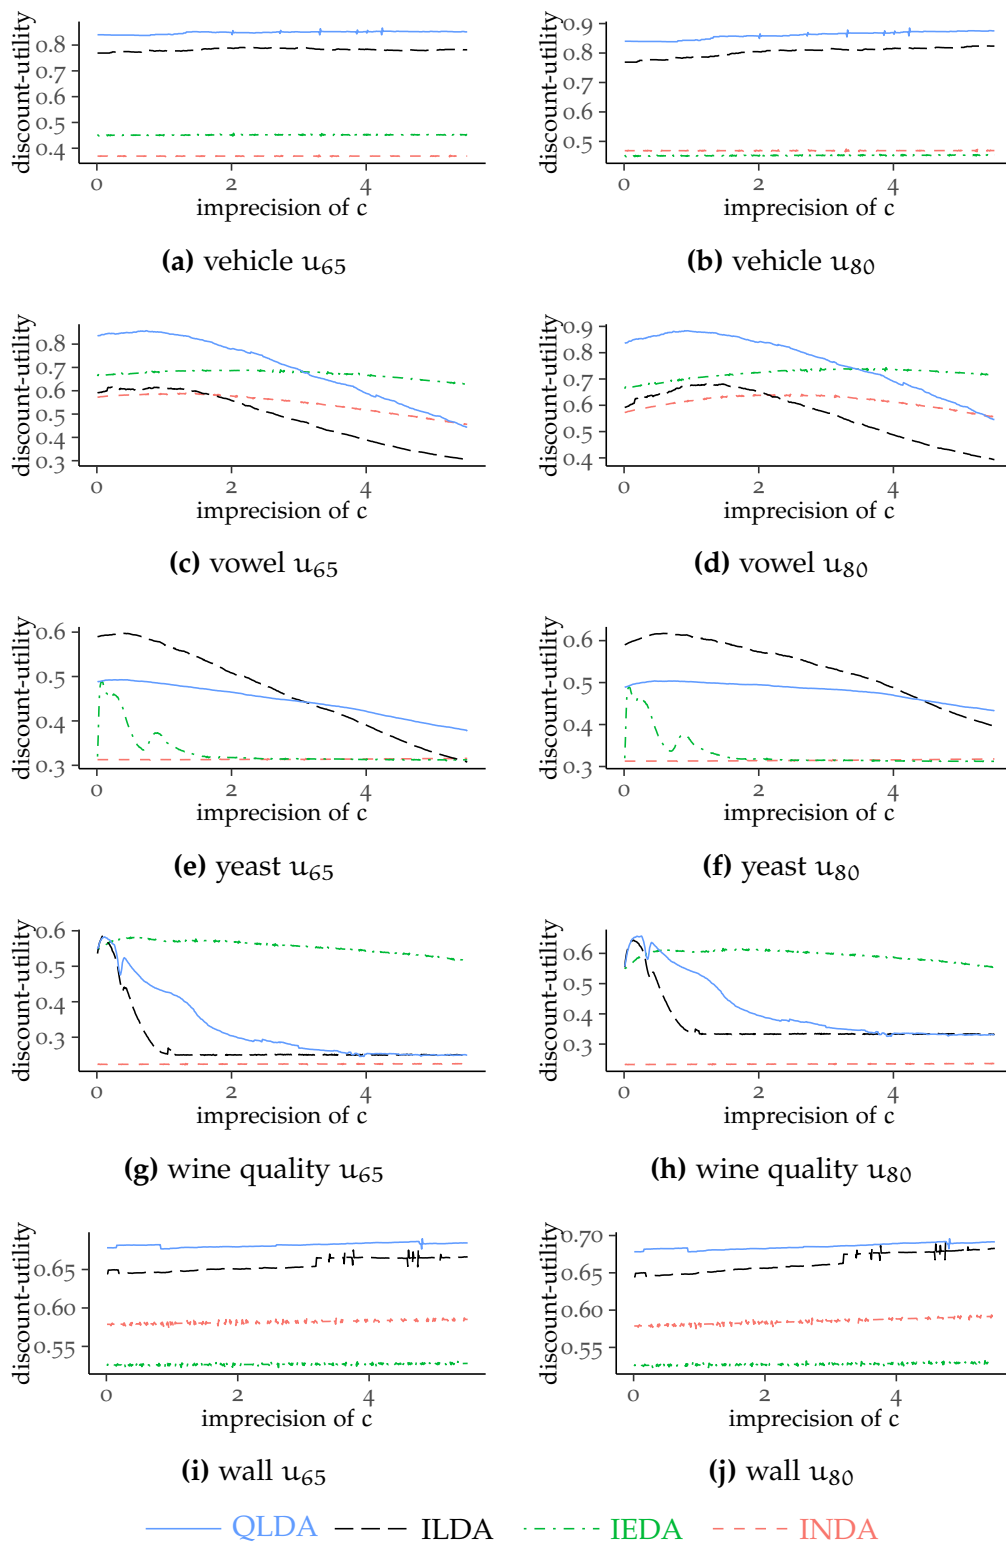 discount-utility
0.8
0.7
0.5
0.4
0 2 4
imprecision of c
(a) vehicle u65
discount-utility
0.9
0.8
0.7
0.5
0 2 4
imprecision of c
(b) vehicle u80
discount-utility
0.8
0.7
0.6
0.5
0.4
0.3
0 2 4
imprecision of c
(c) vowel u65
discount-utility
0.9
0.8
0.7
0.6
0.5
0.4
0 2 4
imprecision of c
(d) vowel u80
discount-utility
0.6
0.5
0.4
0.3
0 2 4
imprecision of c
(e) yeast u65
discount-utility
0.6
0.5
0.4
0.3
0 2 4
imprecision of c
(f) yeast u80
discount-utility
0.6
0.5
0.4
0.3
0 2 4
imprecision of c
(g) wine quality u65
discount-utility
0.6
0.5
0.4
0.3
0 2 4
imprecision of c
(h) wine quality u80
discount-utility
0.65
0.60
0.55
0 2 4
imprecision of c
(i) wall u65
discount-utility
0.70
0.65
0.60
0.55
0 2 4
imprecision of c
(j) wall u80
QLDA ILDA IEDA INDA